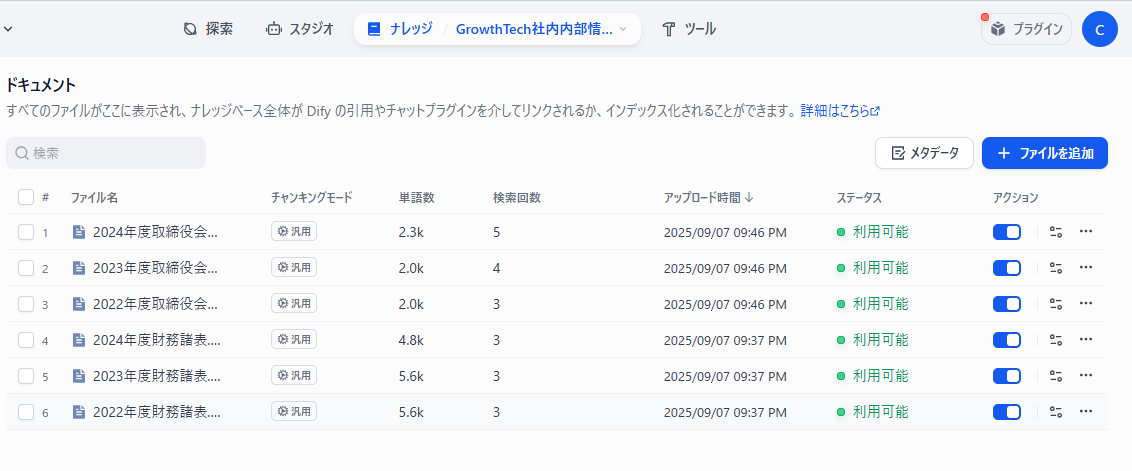 探索 スタジオ ナレッジ / GrowthTech社内内部情... ツール プラグイン C
ドキュメント
すべてのファイルがここに表示され、ナレッジベース全体が Dify の引用やチャットプラグインを介してリンクされるか、インデックス化されることができます。 詳細はこちら
検索 メタデータ + ファイルを追加
# ファイル名 チャンキングモード 単語数 検索回数 アップロード時間 ↓ ステータス アクション
1 2024年度取締役会... 汎用 2.3k 5 2025/09/07 09:46 PM 利用可能 ...
2 2023年度取締役会... 汎用 2.0k 4 2025/09/07 09:46 PM 利用可能 ...
3 2022年度取締役会... 汎用 2.0k 3 2025/09/07 09:46 PM 利用可能 ...
4 2024年度財務諸表.... 汎用 4.8k 3 2025/09/07 09:37 PM 利用可能 ...
5 2023年度財務諸表.... 汎用 5.6k 3 2025/09/07 09:37 PM 利用可能 ...
6 2022年度財務諸表.... 汎用 5.6k 3 2025/09/07 09:37 PM 利用可能 ...